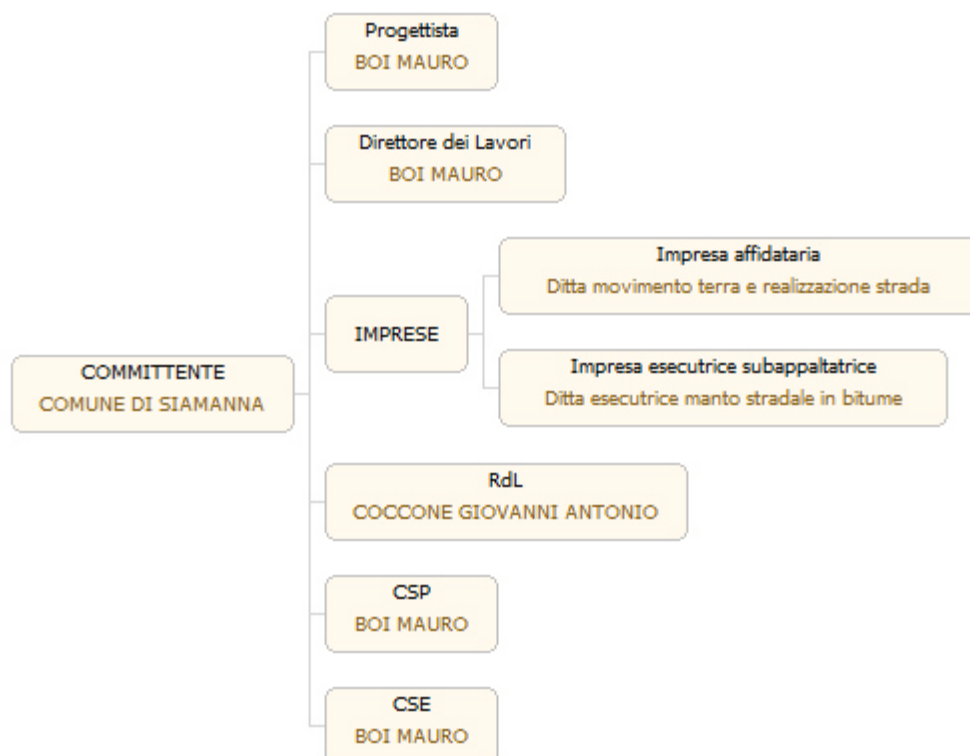 Progettista
BOI MAURO
Direttore dei Lavori
BOI MAURO
Impresa affidataria
Ditta movimento terra e realizzazione strada
IMPRESE
Impresa esecutrice subappaltatrice
Ditta esecutrice manto stradale in bitume
COMMITTENTE
COMUNE DI SIAMANNA
RdL
COCCONE GIOVANNI ANTONIO
CSP
BOI MAURO
CSE
BOI MAURO